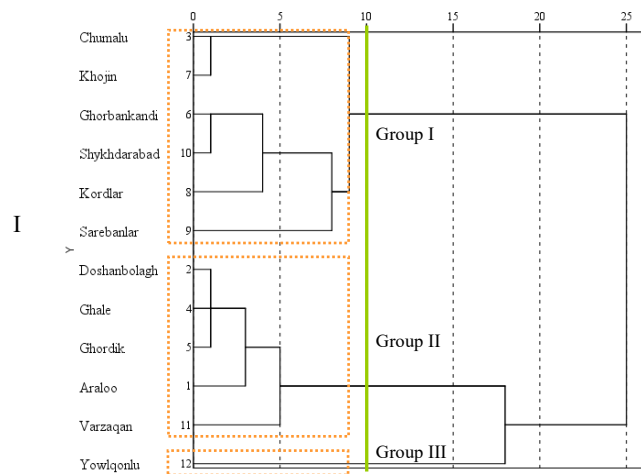 0 5 10 15 20 25
Chumalu 3
Khojin 7
Ghorbankandi 6
Group I
Shykhdarabad 10
Kordlar 8
I
Sarebanlar 9
Y
Doshanbolagh 2
Ghale 4
Group II
Ghordik 5
Araloo 1
Varzaqan 11
Group III
Yowlqonlu 12